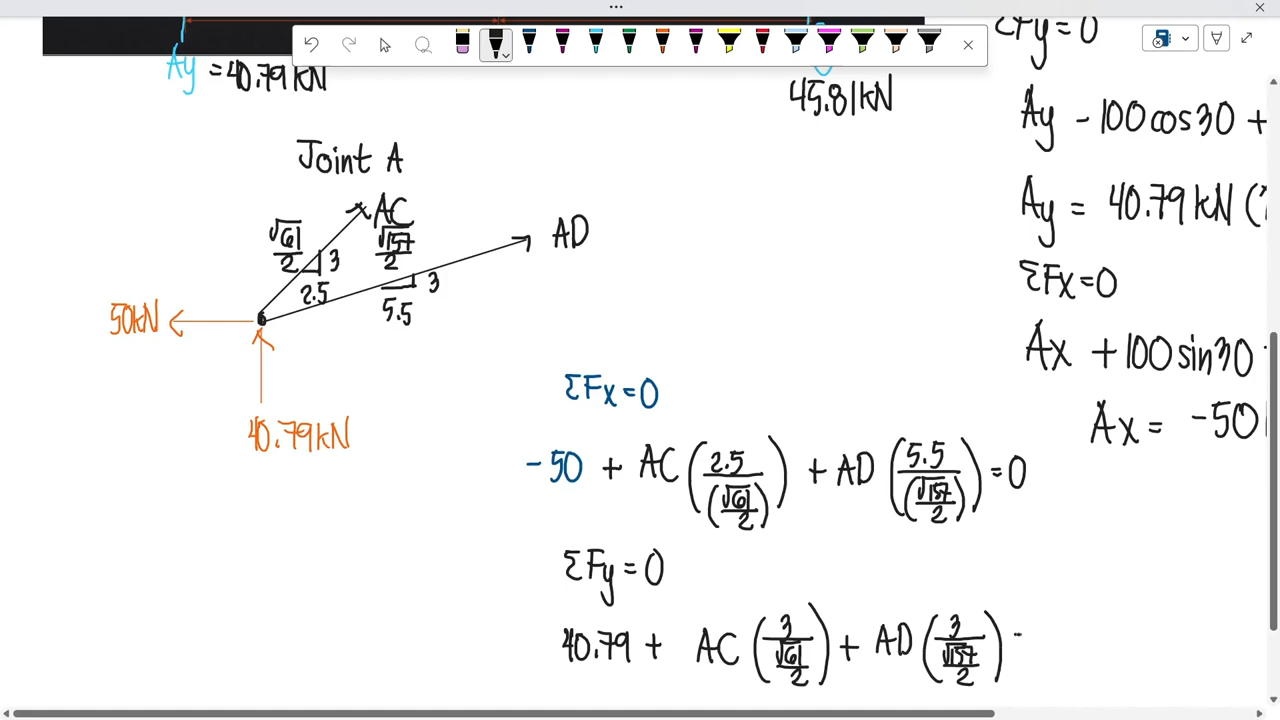 Ay = 40.79 kN
45.81 kN
ΣFy = 0
Ay - 100cos30 +
Ay = 40.79 kN (
ΣFx = 0
Ax + 100sin30
Ax = -50
Joint A
AC
√61/2
3
2.5
√157/2
3
5.5
AD
50kN
40.79kN
ΣFx = 0
-50 + AC (2.5/(√61/2)) + AD (5.5/(√157/2)) = 0
ΣFy = 0
40.79 + AC (3/(√61/2)) + AD (3/(√157/2)) -